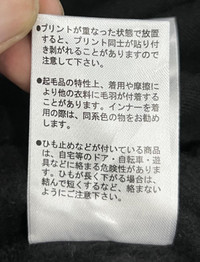 ●プリントが重なった状態で放置
すると、プリント同士が貼り付
き剥がれることがありますので
注意して下さい。
●起毛品の特性上、着用や摩擦に
より他の衣料に毛羽が付着する
ことがあります。インナーを着
用の際は、同系色の物をお勧め
します。
●ひも止めなどが付いている商品
は、自宅等のドア・自転車・遊
具などに絡まる危険性がありま
す。ひもが長く下がる場合は、
結んで短くするなど、絡まない
ようにご注意下さい。